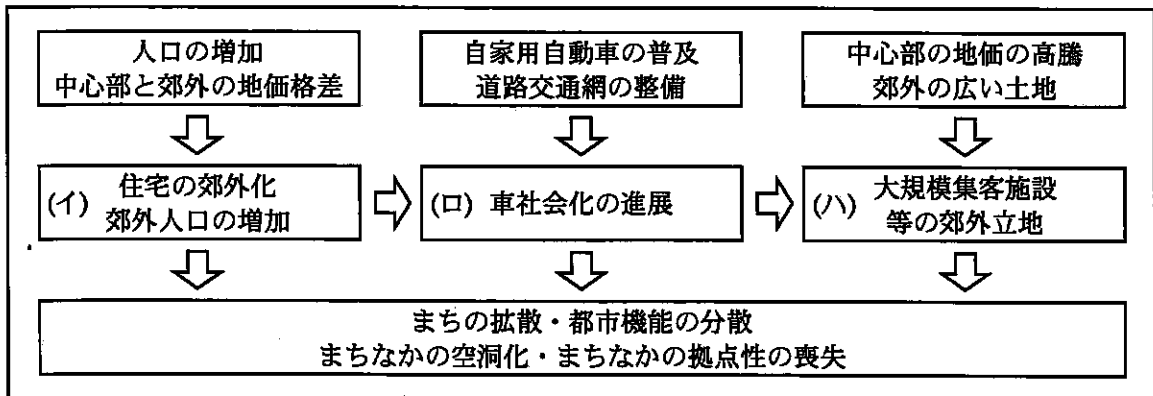 人口の増加
中心部と郊外の地価格差
自家用自動車の普及
道路交通網の整備
中心部の地価の高騰
郊外の広い土地
(イ) 住宅の郊外化
郊外人口の増加
(ロ) 車社会化の進展
(ハ) 大規模集客施設
等の郊外立地
まちの拡散・都市機能の分散
まちなかの空洞化・まちなかの拠点性の喪失